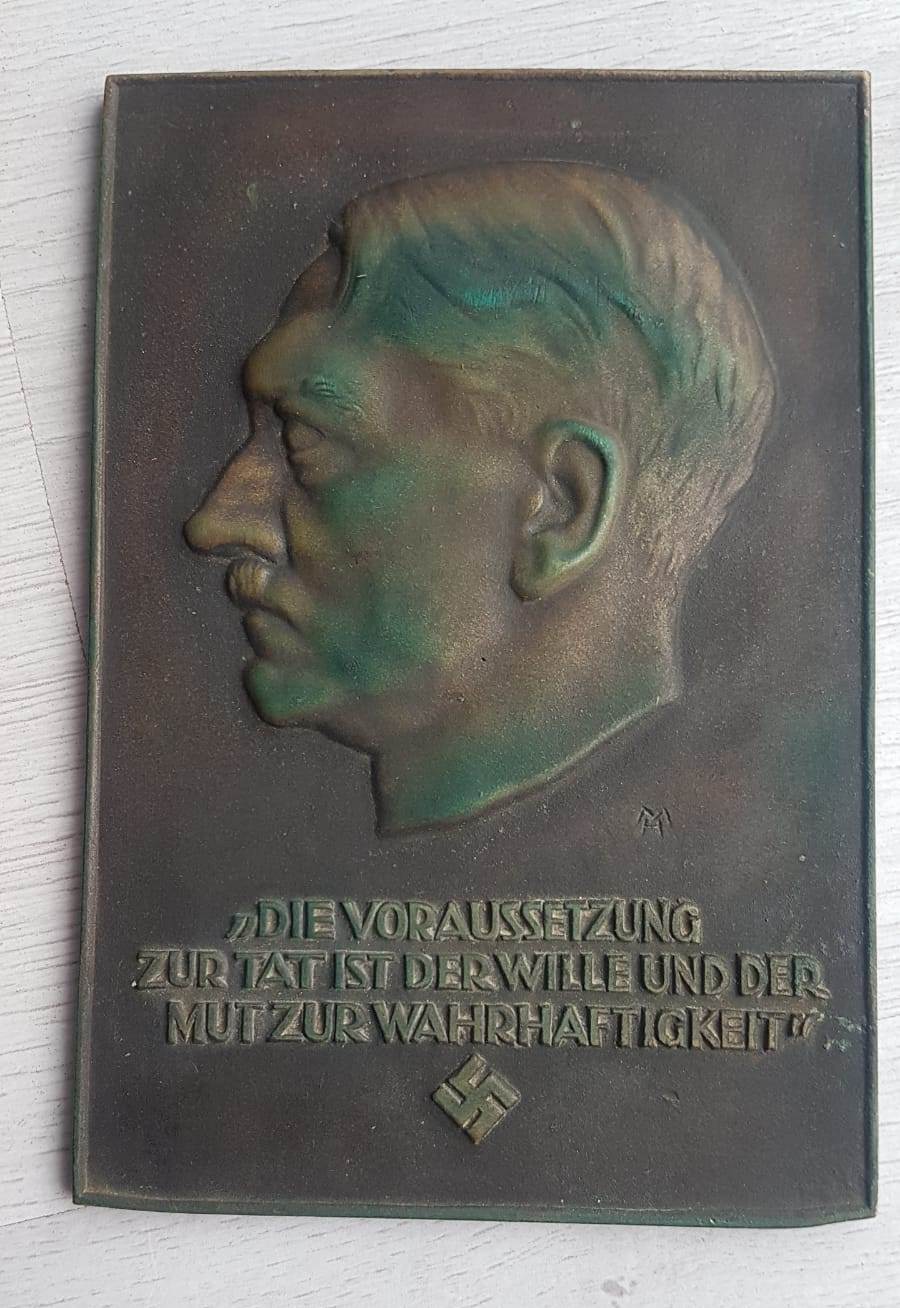 „DIE VORAUSSETZUNG
ZUR TAT IST DER WILLE UND DER
MUT ZUR WAHRHAFTIGKEIT“